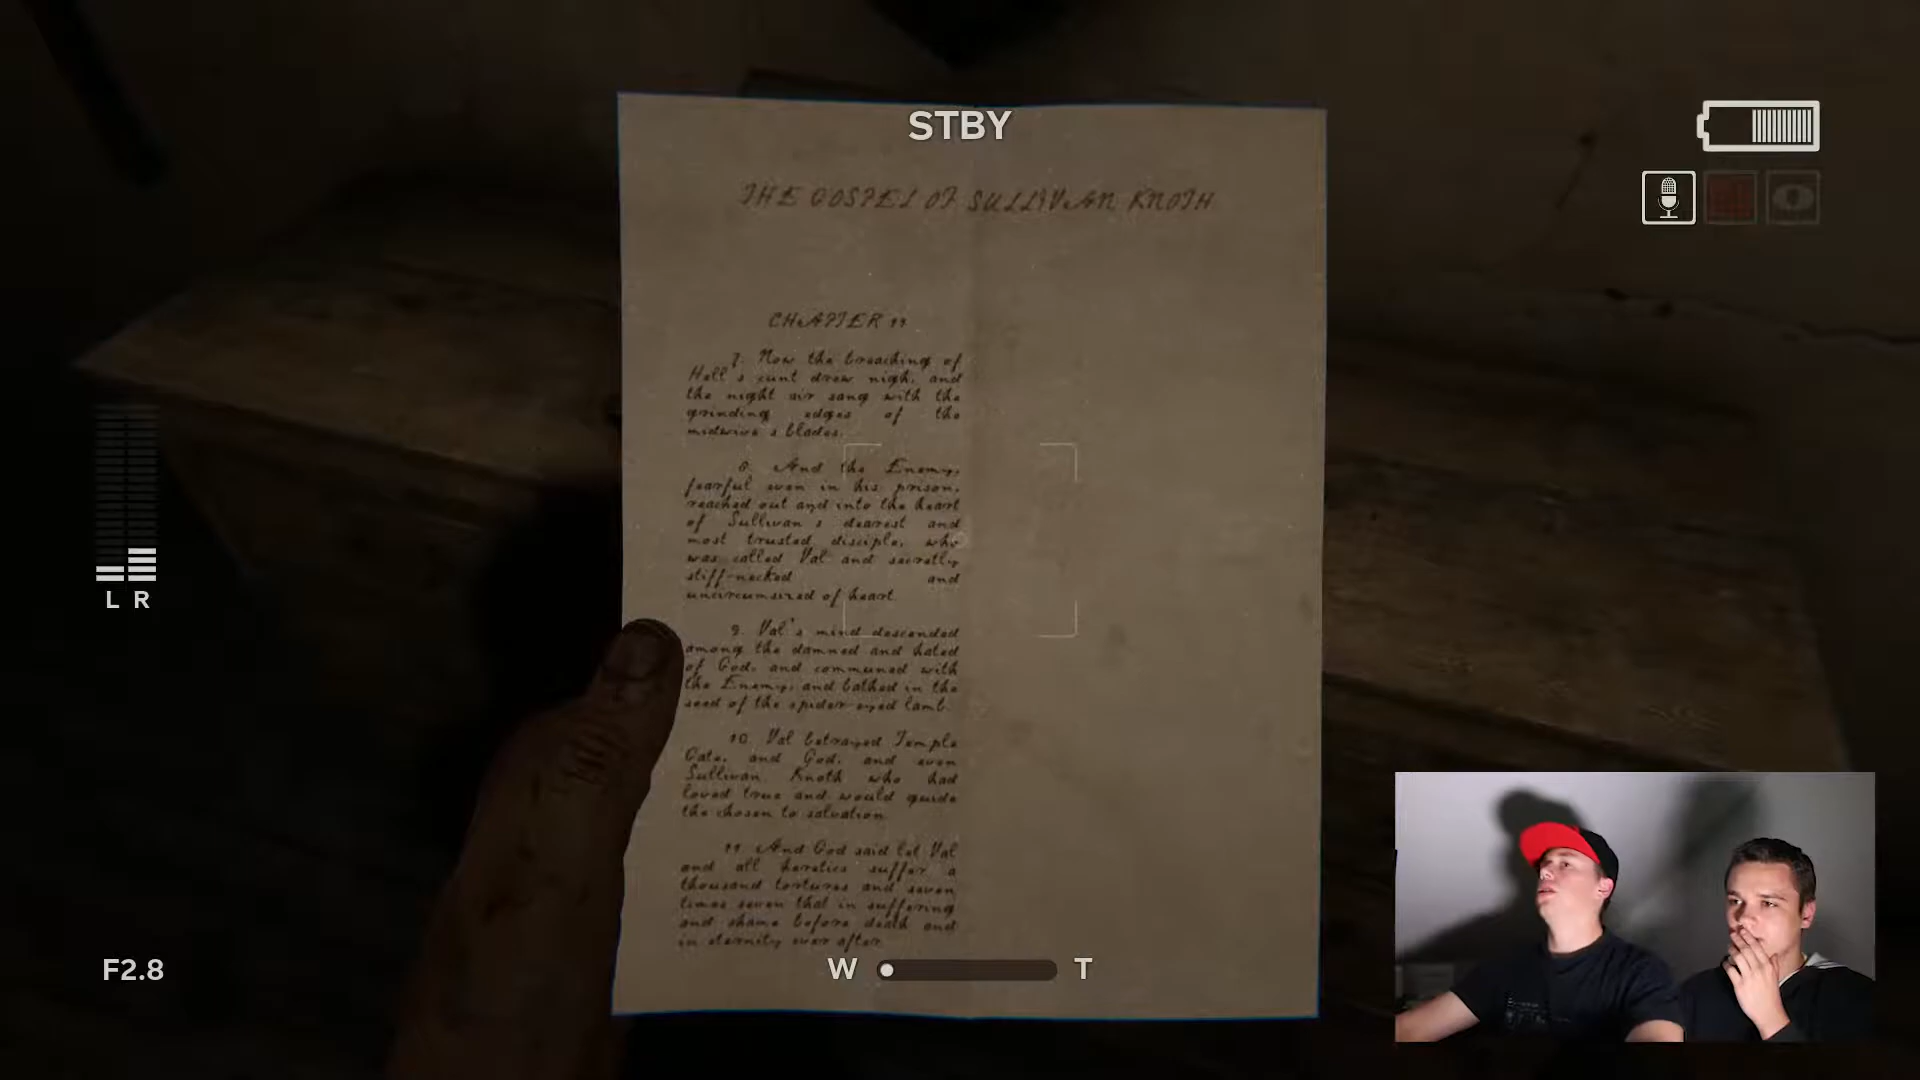 STBY
THE GOSPEL OF SULLIVAN KNOTH
CHAPTER 11
7. Now the breaching of
Hell's cunt drew nigh, and
the night air sang with the
grinding edges of the
midwive's blades.
8. And the Enemy,
fearful even in his prison,
reached out and into the heart
of Sullivan's dearest and
most trusted disciple, who
was called Val and secretly
stiff-necked and
uncircumsized of heart.
9. Val's mind descended
among the damned and hated
of God, and communed with
the Enemy, and bathed in the
seed of the spider-eyed lamb.
10. Val betrayed Temple
Gate, and God, and even
Sullivan Knoth who had
loved true and would guide
the chosen to salvation.
11. And God said let Val
and all heretics suffer a
thousand tortures and seven
times seven that in suffering
and shame before death and
in eternity ever after.
L R
F2.8
W T